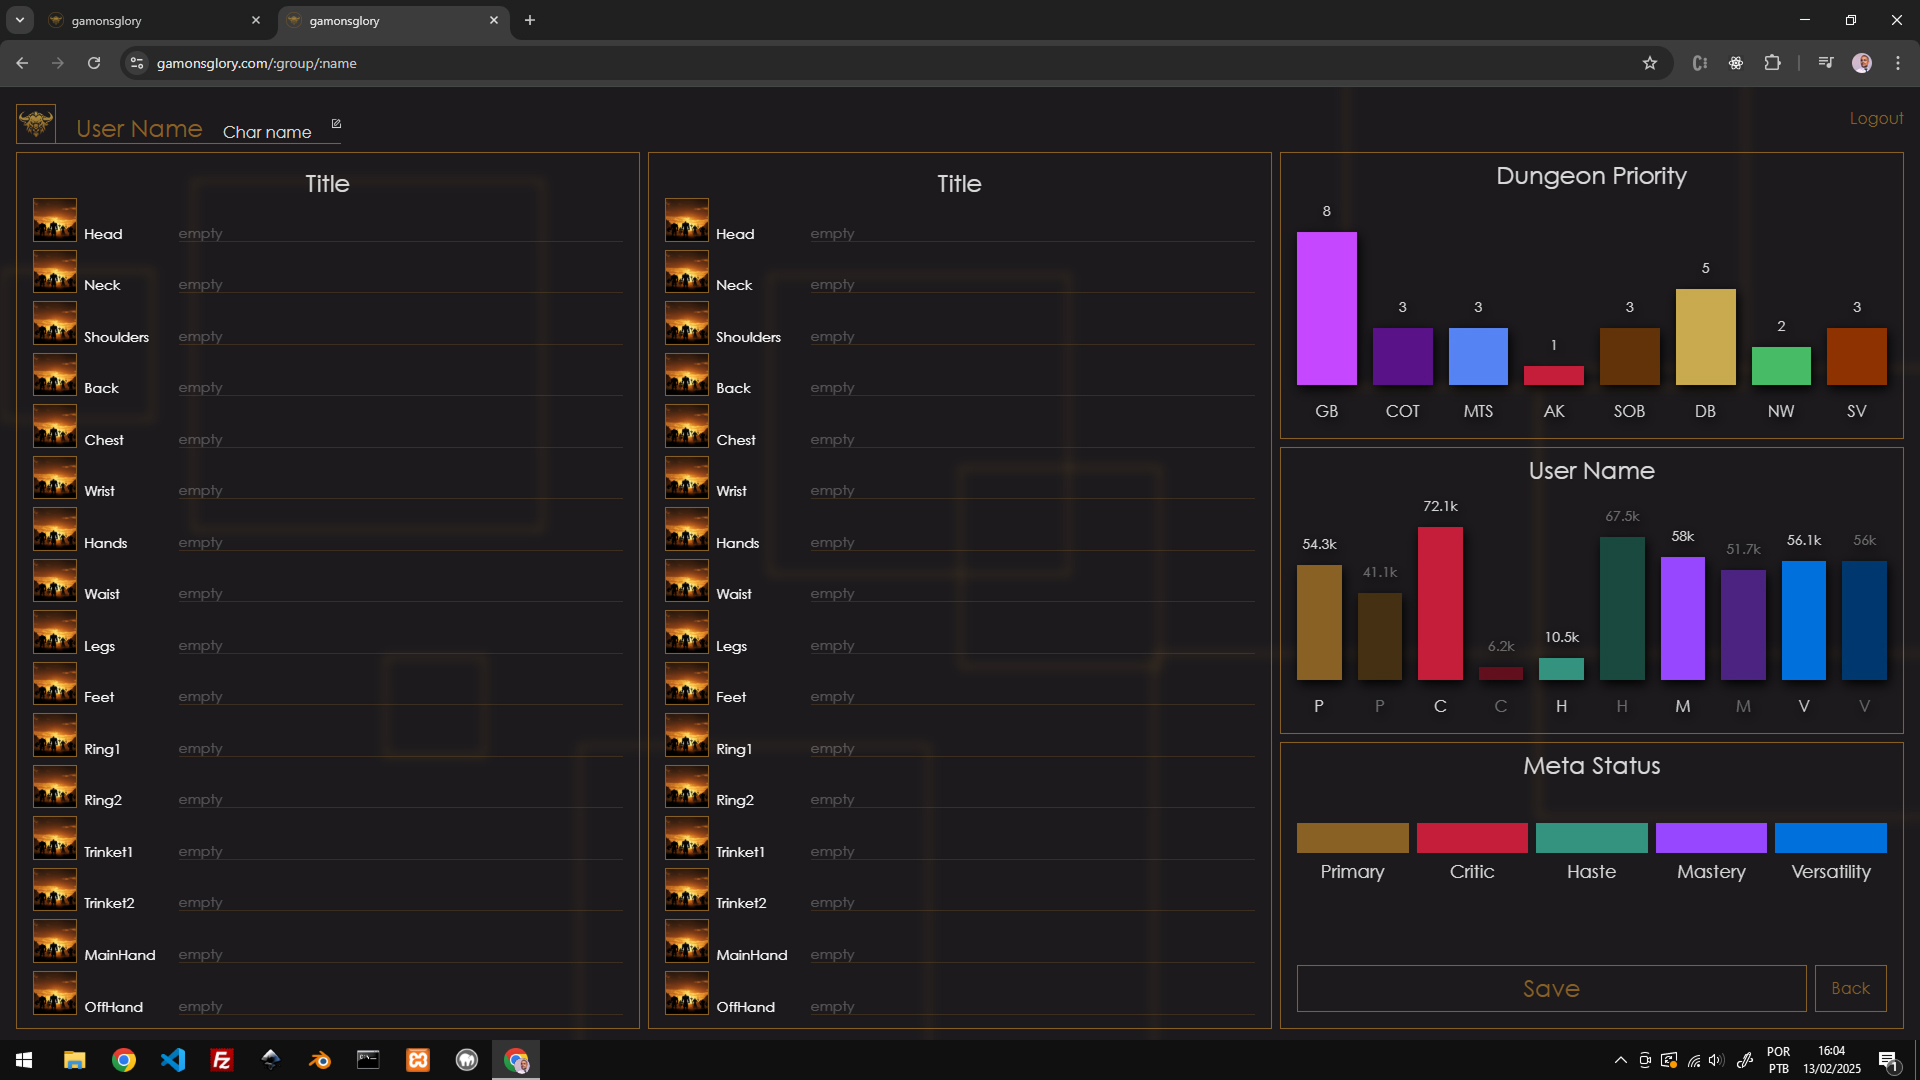 gamonsglory
gamonsglory
gamonsglory.com/:group/:name
User Name Char name
Logout
Title
Head empty
Neck empty
Shoulders empty
Back empty
Chest empty
Wrist empty
Hands empty
Waist empty
Legs empty
Feet empty
Ring1 empty
Ring2 empty
Trinket1 empty
Trinket2 empty
MainHand empty
OffHand empty
Title
Head empty
Neck empty
Shoulders empty
Back empty
Chest empty
Wrist empty
Hands empty
Waist empty
Legs empty
Feet empty
Ring1 empty
Ring2 empty
Trinket1 empty
Trinket2 empty
MainHand empty
OffHand empty
Dungeon Priority
8 3 3 1 3 5 2 3
GB COT MTS AK SOB DB NW SV
User Name
54.3k 41.1k 72.1k 6.2k 10.5k 67.5k 58k 51.7k 56.1k 56k
P P C C H H M M V V
Meta Status
Primary Critic Haste Mastery Versatility
Save Back
POR
PTB
16:04
13/02/2025
1